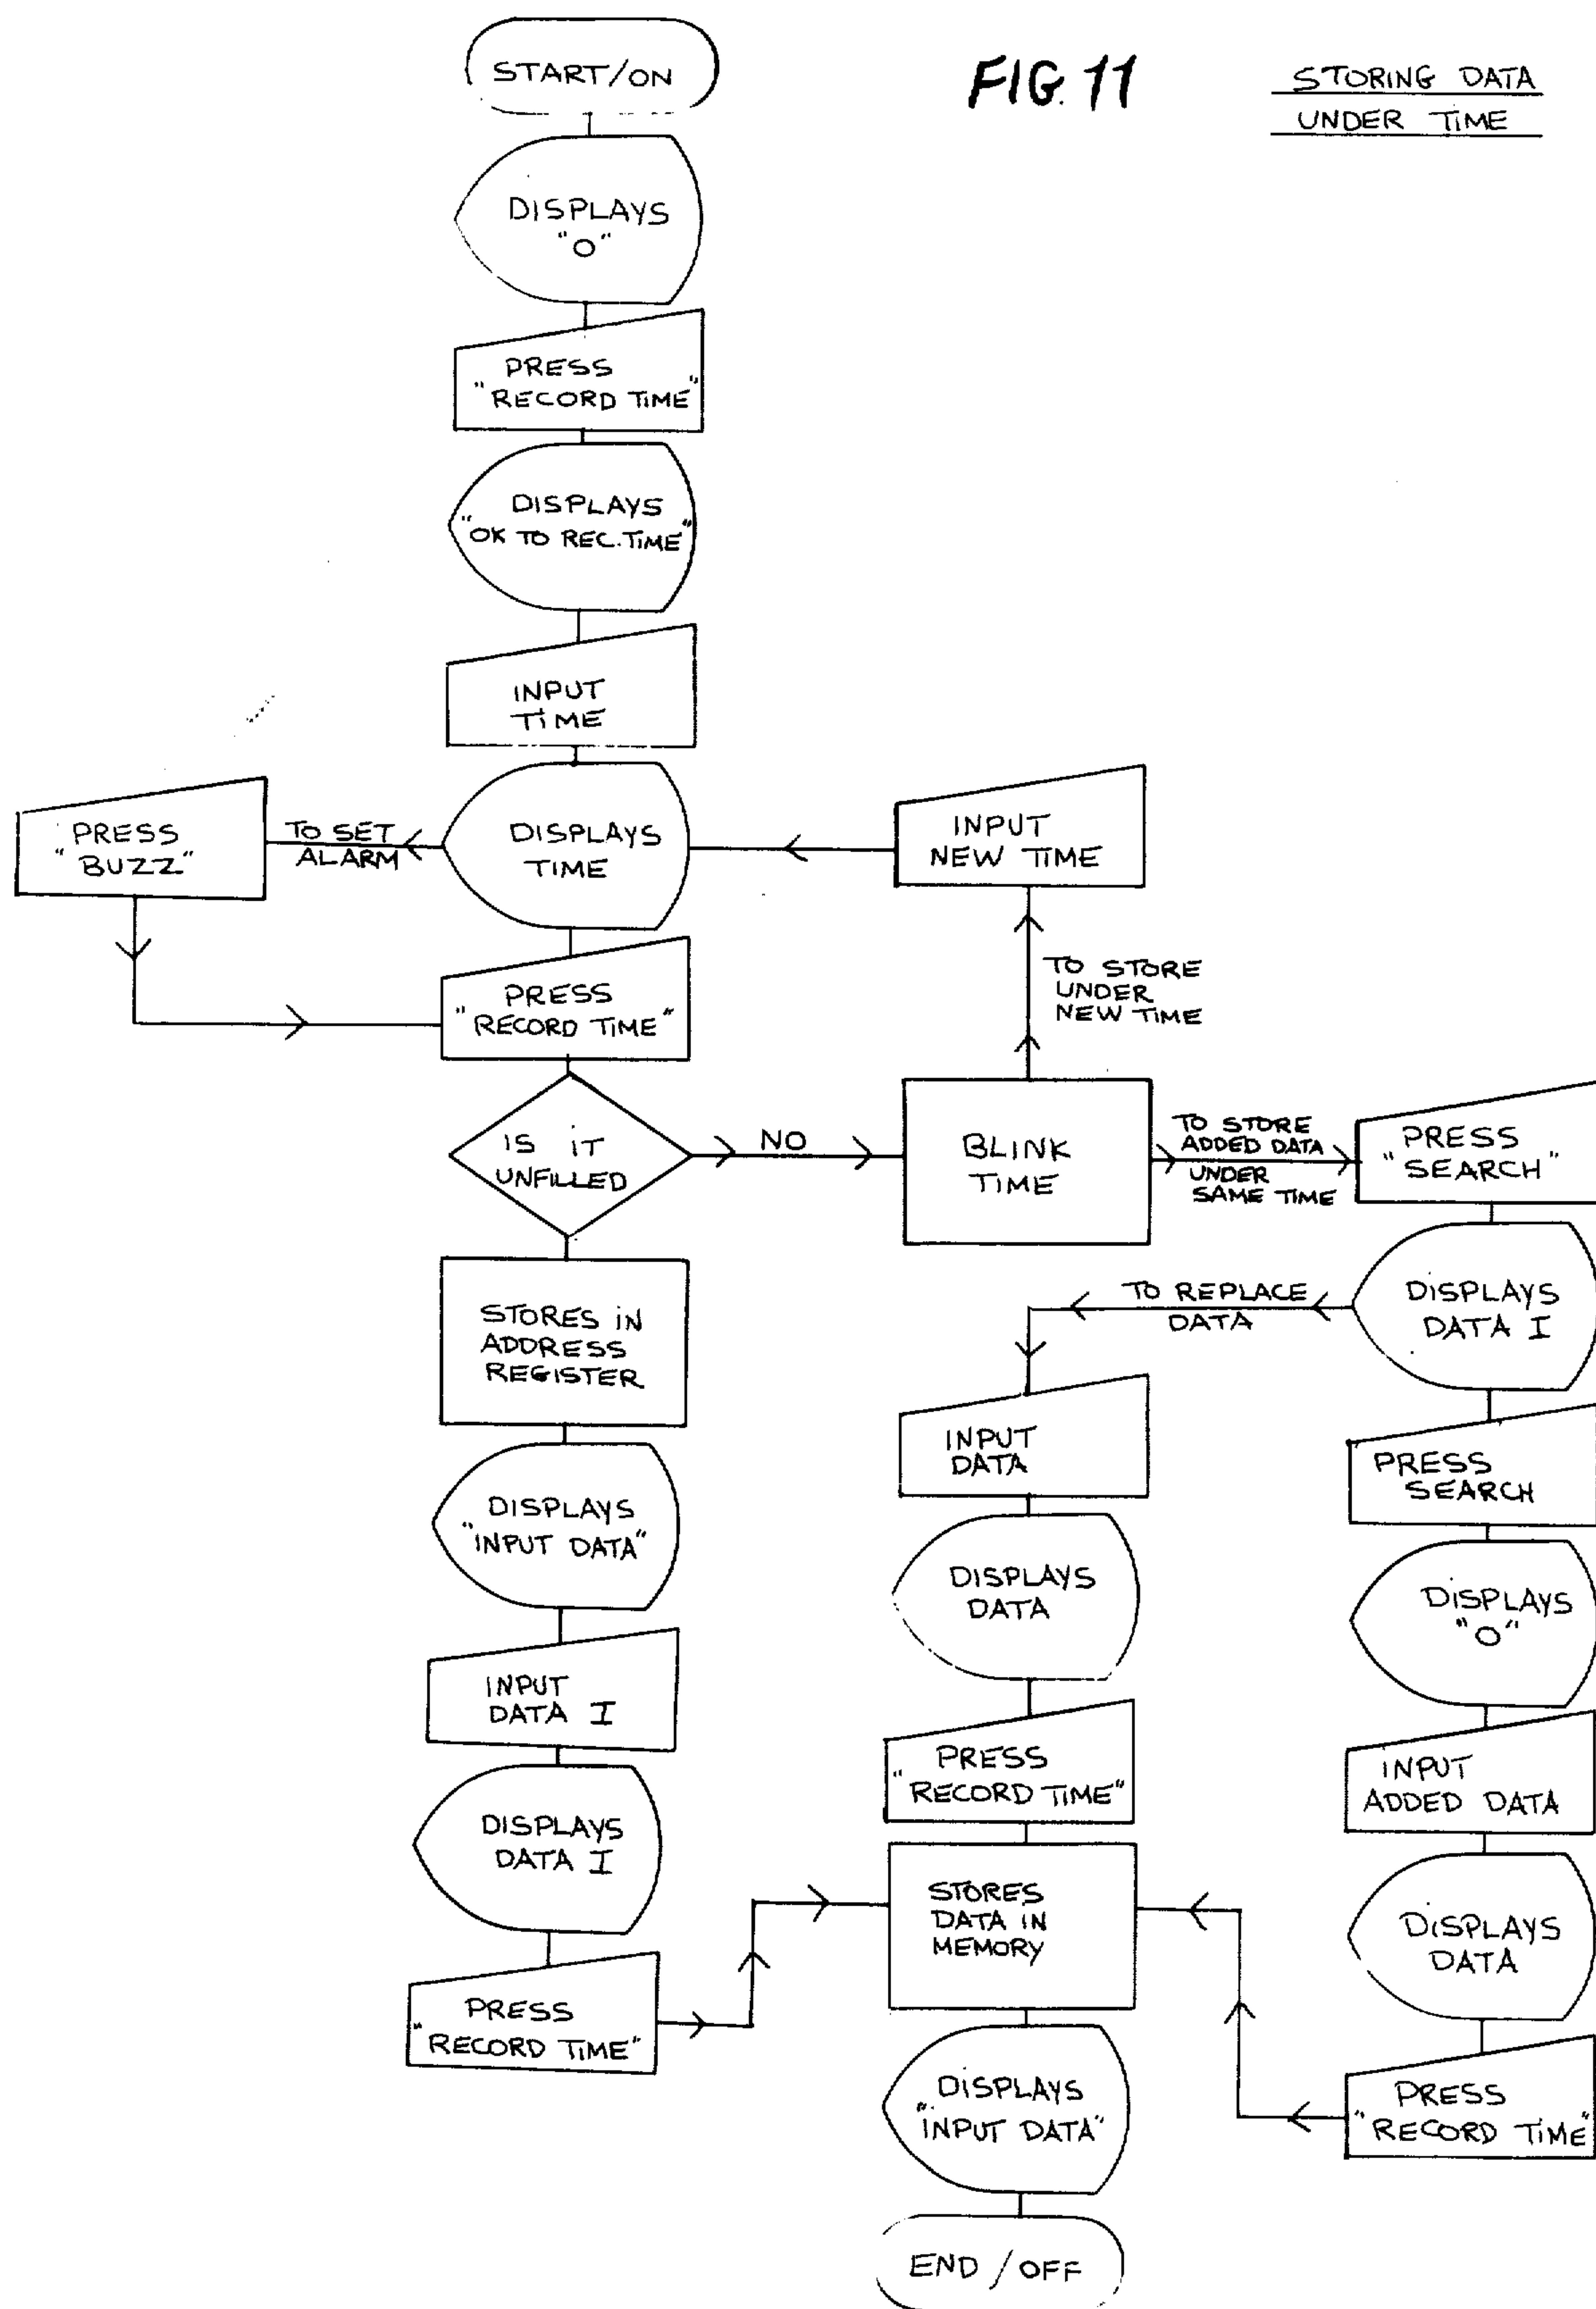 START/ON
FIG. 11
STORING DATA
UNDER TIME
DISPLAYS
"O"
PRESS
"RECORD TIME"
DISPLAYS
"OK TO REC. TIME"
INPUT
TIME
PRESS
"BUZZ"
TO SET
ALARM
DISPLAYS
TIME
INPUT
NEW TIME
PRESS
"RECORD TIME"
TO STORE
UNDER
NEW TIME
IS IT
UNFILLED
NO
BLINK
TIME
TO STORE
ADDED DATA
UNDER
SAME TIME
PRESS
"SEARCH"
STORES IN
ADDRESS
REGISTER
TO REPLACE
DATA
DISPLAYS
DATA I
INPUT
DATA
PRESS
SEARCH
DISPLAYS
"INPUT DATA"
DISPLAYS
DATA
DISPLAYS
"O"
INPUT
DATA I
PRESS
"RECORD TIME"
INPUT
ADDED DATA
DISPLAYS
DATA I
STORES
DATA IN
MEMORY
DISPLAYS
DATA
PRESS
"RECORD TIME"
DISPLAYS
"INPUT DATA"
PRESS
"RECORD TIME"
END / OFF